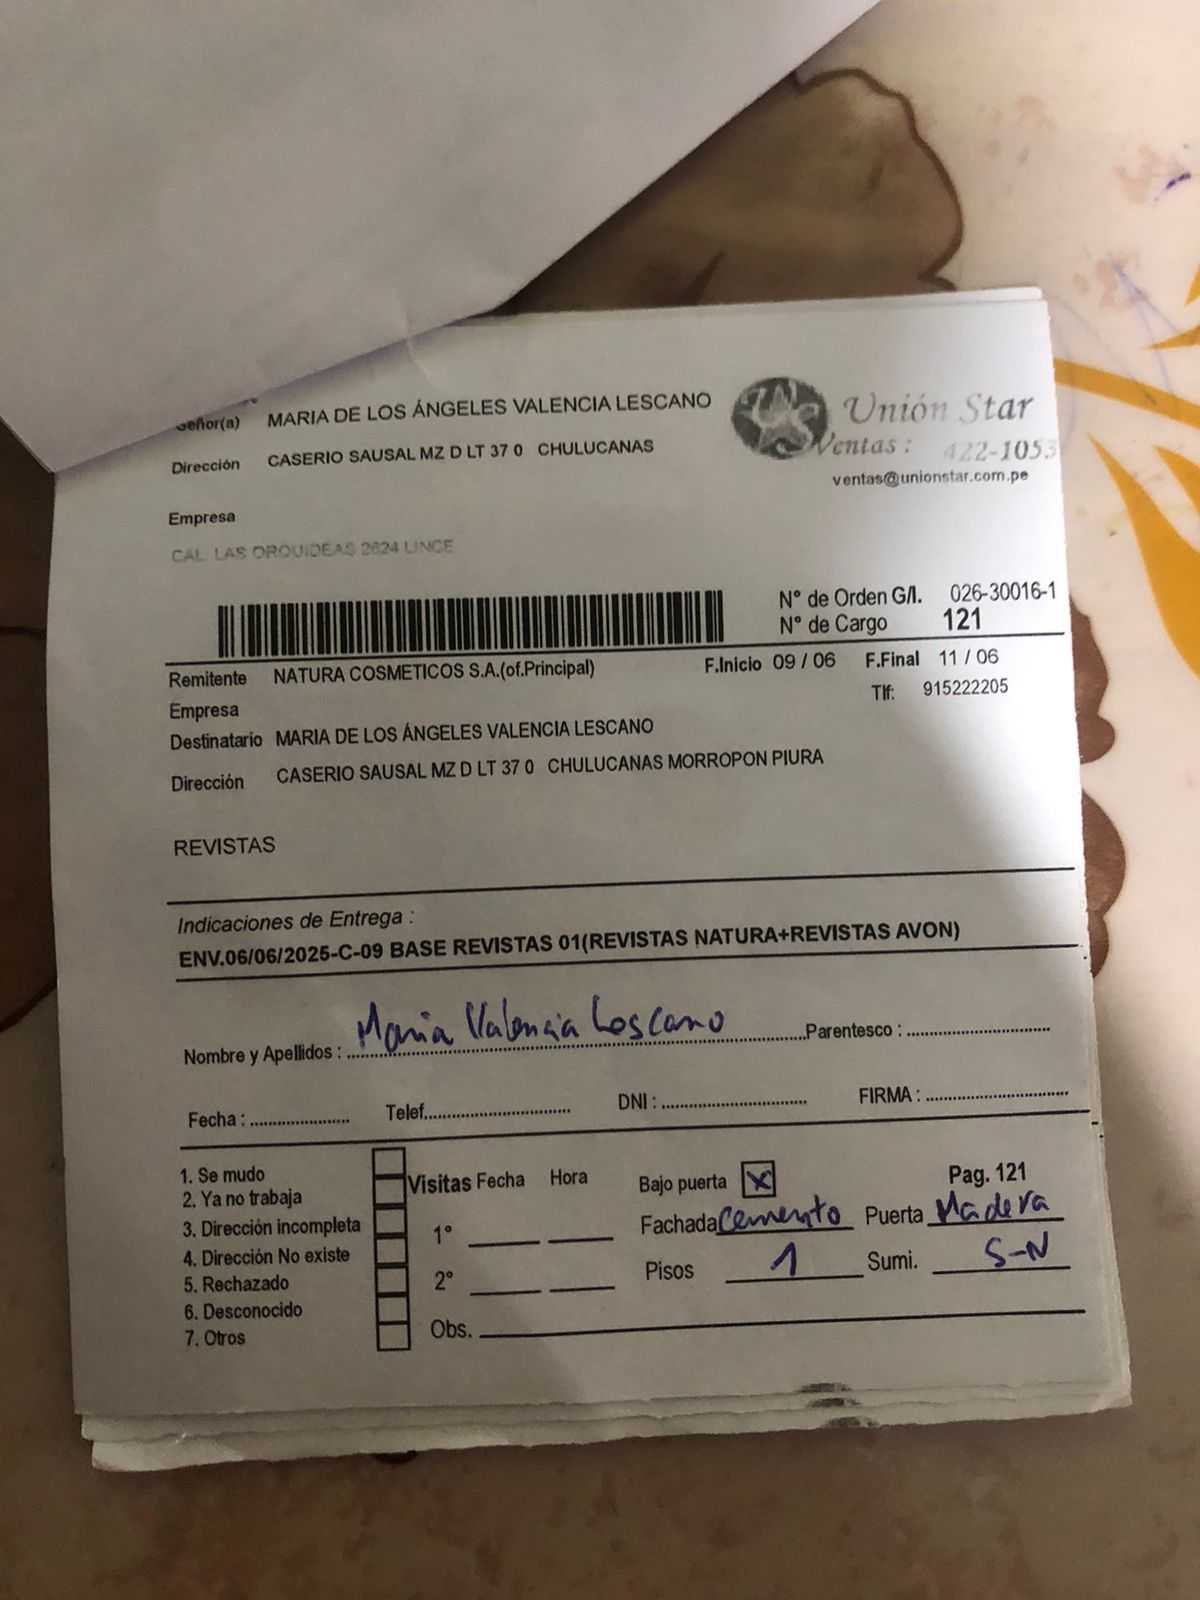 Señor(a) MARIA DE LOS ÁNGELES VALENCIA LESCANO
Unión Star
Dirección CASERIO SAUSAL MZ D LT 37 0 CHULUCANAS
Ventas : 422-1053
ventas@unionstar.com.pe
Empresa
CAL. LAS ORQUIDEAS 2624 LINCE
N° de Orden G/I. 026-30016-1
N° de Cargo 121
Remitente NATURA COSMETICOS S.A.(of.Principal) F.Inicio 09 / 06 F.Final 11 / 06
Empresa Tlf: 915222205
Destinatario MARIA DE LOS ÁNGELES VALENCIA LESCANO
Dirección CASERIO SAUSAL MZ D LT 37 0 CHULUCANAS MORROPON PIURA
REVISTAS
Indicaciones de Entrega :
ENV.06/06/2025-C-09 BASE REVISTAS 01(REVISTAS NATURA+REVISTAS AVON)
Nombre y Apellidos : Maria Valencia Loscano Parentesco :
Fecha : Telef. DNI : FIRMA :
1. Se mudo
2. Ya no trabaja
3. Dirección incompleta
4. Dirección No existe
5. Rechazado
6. Desconocido
7. Otros
Visitas Fecha Hora
1°
2°
Obs.
Bajo puerta X Pag. 121
Fachada cemento Puerta Madera
Pisos 1 Sumi. S-N